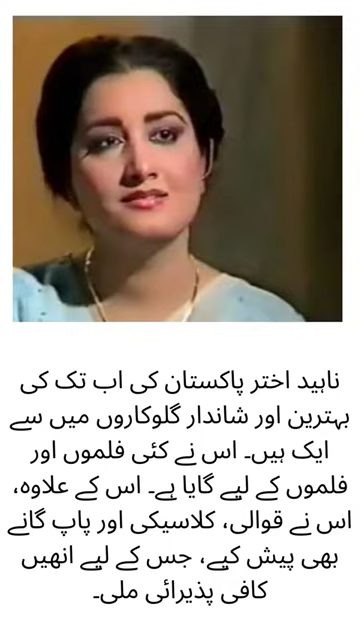 ناہید اختر پاکستان کی اب تک کی
بہترین اور شاندار گلوکاروں میں سے
ایک ہیں۔ اس نے کئی فلموں اور
فلموں کے لیے گایا ہے۔ اس کے علاوہ،
اس نے قوالی، کلاسیکی اور پاپ گانے
بھی پیش کیے، جس کے لیے انھیں
کافی پذیرائی ملی۔